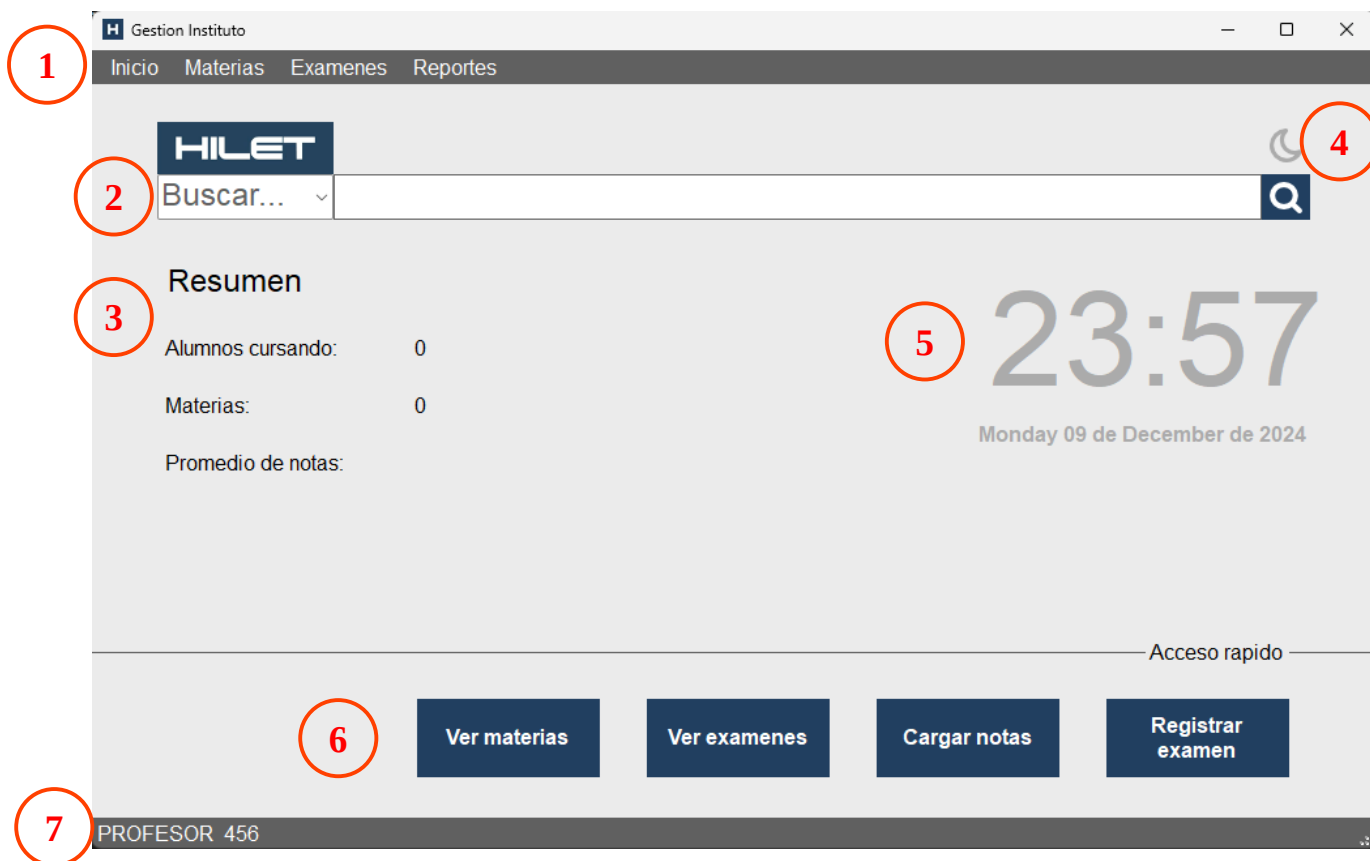 Gestion Instituto
1
Inicio Materias Examenes Reportes
4
HILET
2
Buscar...
Resumen
3
5
23:57
Alumnos cursando: 0
Materias: 0
Monday 09 de December de 2024
Promedio de notas:
Acceso rapido
6
Ver materias
Ver examenes
Cargar notas
Registrar
examen
7
PROFESOR 456